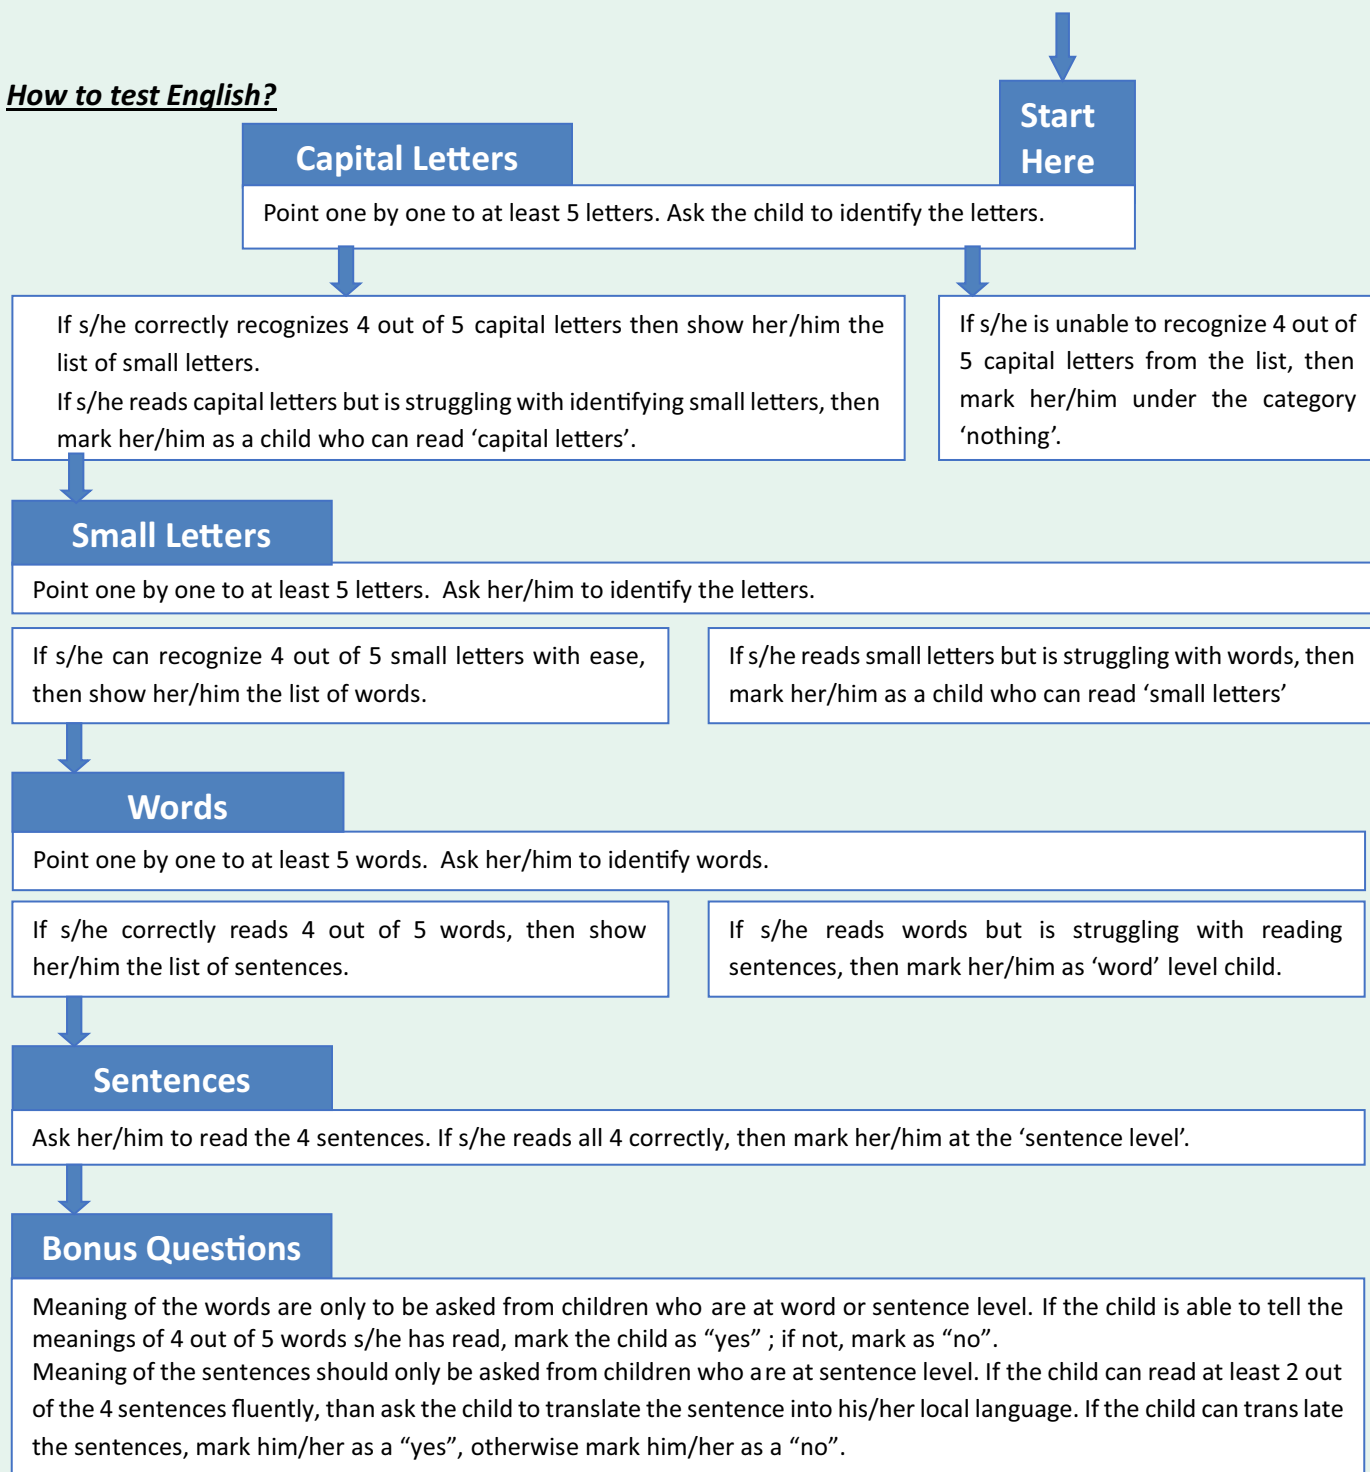 How to test English?
Start
Here
Capital Letters
Point one by one to at least 5 letters. Ask the child to identify the letters.
If s/he correctly recognizes 4 out of 5 capital letters then show her/him the
list of small letters.
If s/he reads capital letters but is struggling with identifying small letters, then
mark her/him as a child who can read ‘capital letters’.
If s/he is unable to recognize 4 out of
5 capital letters from the list, then
mark her/him under the category
‘nothing’.
Small Letters
Point one by one to at least 5 letters.  Ask her/him to identify the letters.
If s/he can recognize 4 out of 5 small letters with ease,
then show her/him the list of words.
If s/he reads small letters but is struggling with words, then
mark her/him as a child who can read ‘small letters’
Words
Point one by one to at least 5 words.  Ask her/him to identify words.
If s/he correctly reads 4 out of 5 words, then show
her/him the list of sentences.
If s/he reads words but is struggling with reading
sentences, then mark her/him as ‘word’ level child.
Sentences
Ask her/him to read the 4 sentences. If s/he reads all 4 correctly, then mark her/him at the ‘sentence level’.
Bonus Questions
Meaning of the words are only to be asked from children who are at word or sentence level. If the child is able to tell the
meanings of 4 out of 5 words s/he has read, mark the child as “yes” ; if not, mark as “no”.
Meaning of the sentences should only be asked from children who are at sentence level. If the child can read at least 2 out
of the 4 sentences fluently, than ask the child to translate the sentence into his/her local language. If the child can trans late
the sentences, mark him/her as a “yes”, otherwise mark him/her as a “no”.